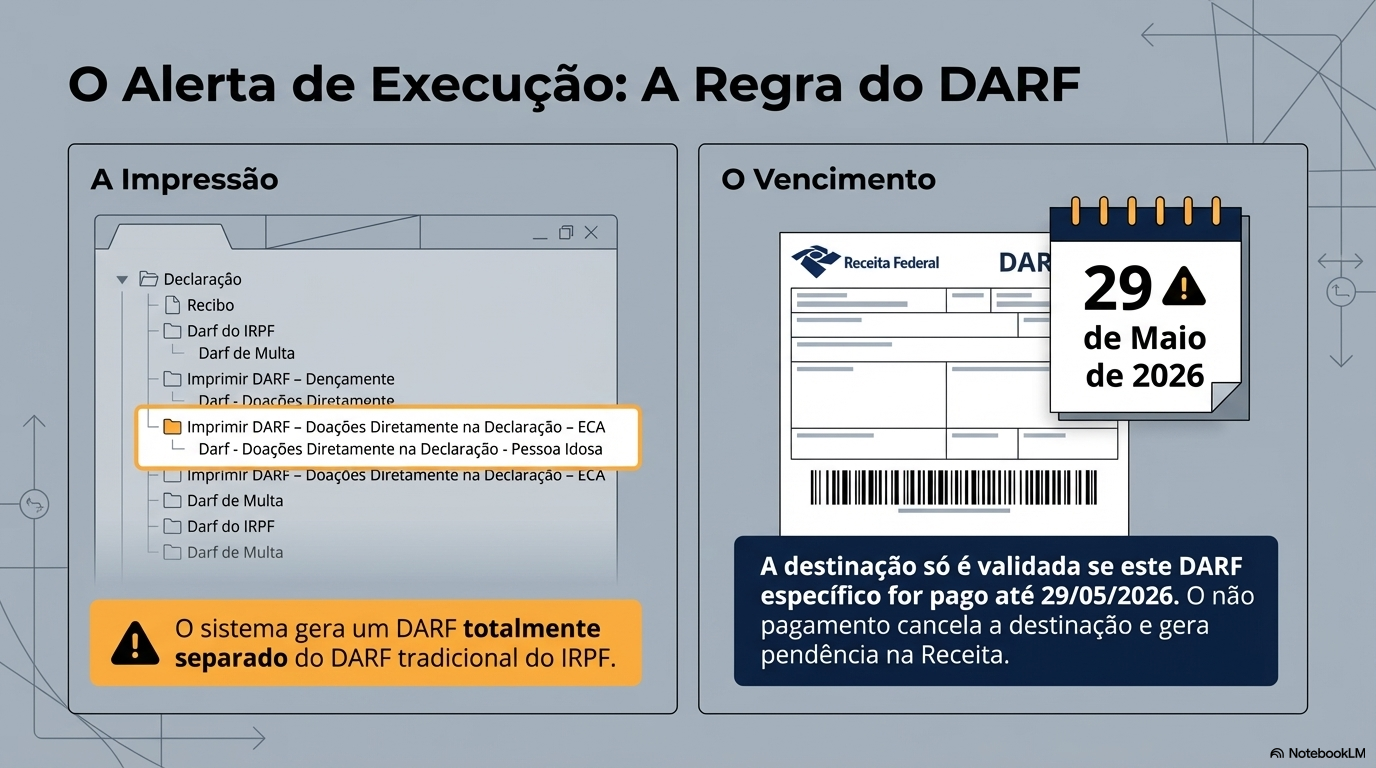 O Alerta de Execução: A Regra do DARF
A Impressão
Declaração
Recibo
Darf do IRPF
Darf de Multa
Imprimir DARF – Dençamente
Darf - Doações Diretamente
Imprimir DARF – Doações Diretamente na Declaração – ECA
Darf - Doações Diretamente na Declaração - Pessoa Idosa
Imprimir DARF – Doações Diretamente na Declaração – ECA
Darf de Multa
Darf do IRPF
Darf de Multa
O sistema gera um DARF totalmente
separado do DARF tradicional do IRPF.
O Vencimento
Receita Federal
DAR
29
de Maio
de 2026
A destinação só é validada se este DARF
específico for pago até 29/05/2026. O não
pagamento cancela a destinação e gera
pendência na Receita.
NotebookLM